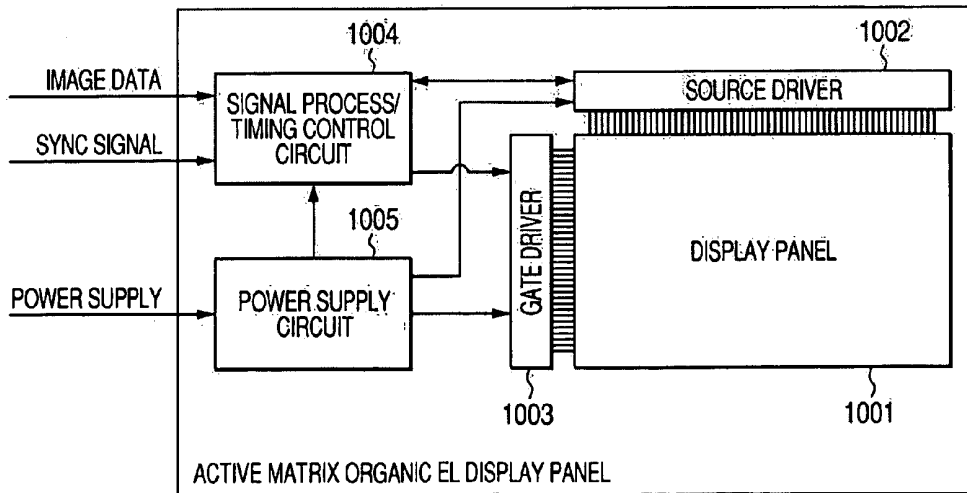 1004
1002
IMAGE DATA
SIGNAL PROCESS/
TIMING CONTROL
CIRCUIT
SOURCE DRIVER
SYNC SIGNAL
1005
GATE DRIVER
DISPLAY PANEL
POWER SUPPLY
POWER SUPPLY
CIRCUIT
1003
1001
ACTIVE MATRIX ORGANIC EL DISPLAY PANEL